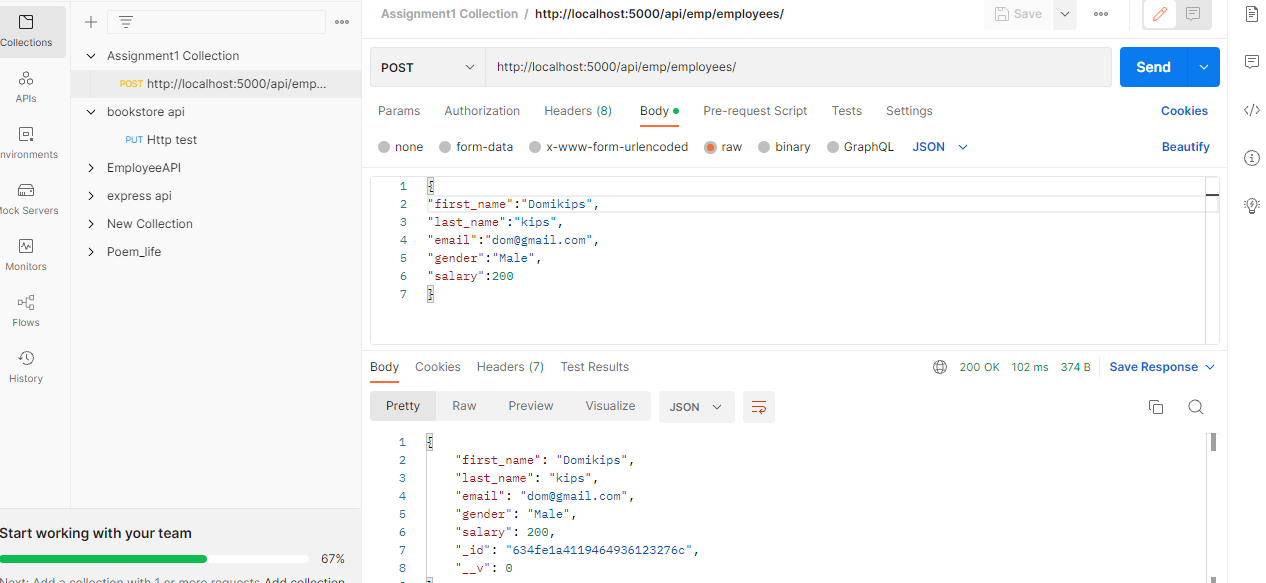 Assignment1 Collection / http://localhost:5000/api/emp/employees/
Save
Collections
APIs
nvironments
Mock Servers
Monitors
Flows
History
Assignment1 Collection
POST http://localhost:5000/api/emp...
bookstore api
PUT Http test
EmployeeAPI
express api
New Collection
Poem_life
Start working with your team
67%
Next: Add a collection with 1 or more requests Add collection
POST
http://localhost:5000/api/emp/employees/
Send
Params Authorization Headers (8) Body Pre-request Script Tests Settings Cookies
none form-data x-www-form-urlencoded raw binary GraphQL JSON Beautify
1 {
2 "first_name":"Domikips",
3 "last_name":"kips",
4 "email":"dom@gmail.com",
5 "gender":"Male",
6 "salary":200
7 }
Body Cookies Headers (7) Test Results 200 OK 102 ms 374 B Save Response
Pretty Raw Preview Visualize JSON
1 {
2 "first_name": "Domikips",
3 "last_name": "kips",
4 "email": "dom@gmail.com",
5 "gender": "Male",
6 "salary": 200,
7 "_id": "634fe1a4119464936123276c",
8 "__v": 0